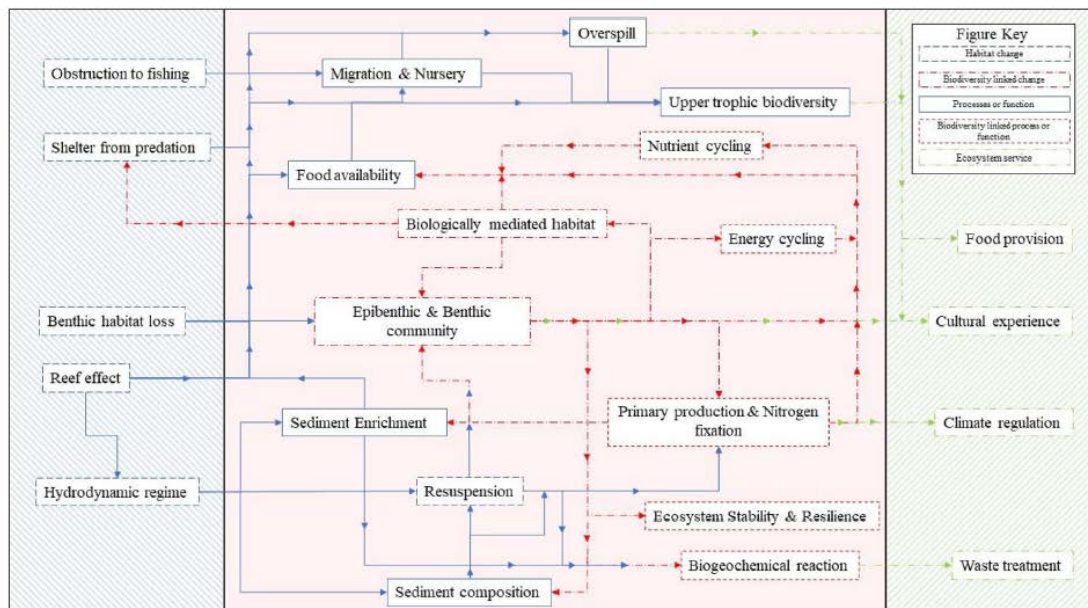 Overspill
Figure Key
Habitat change
Biodiversity linked change
Processes or function
Biodiversity linked process or
function
Ecosystem service
Obstruction to fishing
Migration & Nursery
Upper trophic biodiversity
Shelter from predation
Nutrient cycling
Food availability
Biologically mediated habitat
Energy cycling
Food provision
Benthic habitat loss
Epibenthic & Benthic
community
Cultural experience
Reef effect
Sediment Enrichment
Primary production & Nitrogen
fixation
Climate regulation
Hydrodynamic regime
Resuspension
Ecosystem Stability & Resilience
Biogeochemical reaction
Waste treatment
Sediment composition